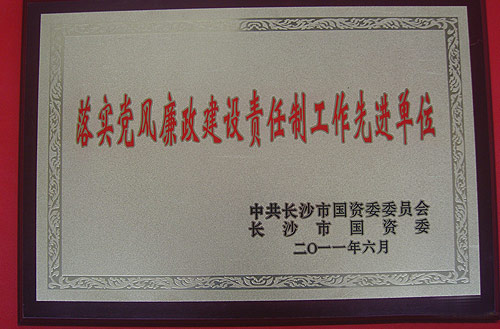 落实党风廉政建设责任制工作先进单位
中共长沙市国资委委员会
长沙市国资委
二〇一一年六月